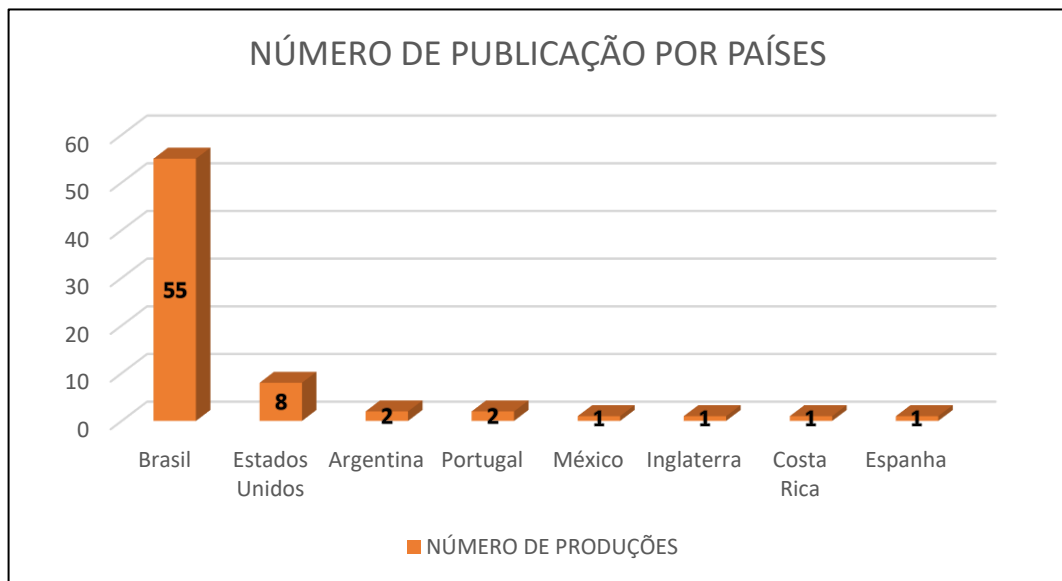 NÚMERO DE PUBLICAÇÃO POR PAÍSES
60
50
40
30
20
10
0
55
8
2
2
1
1
1
1
Brasil
Estados
Unidos
Argentina
Portugal
México
Inglaterra
Costa
Rica
Espanha
NÚMERO DE PRODUÇÕES